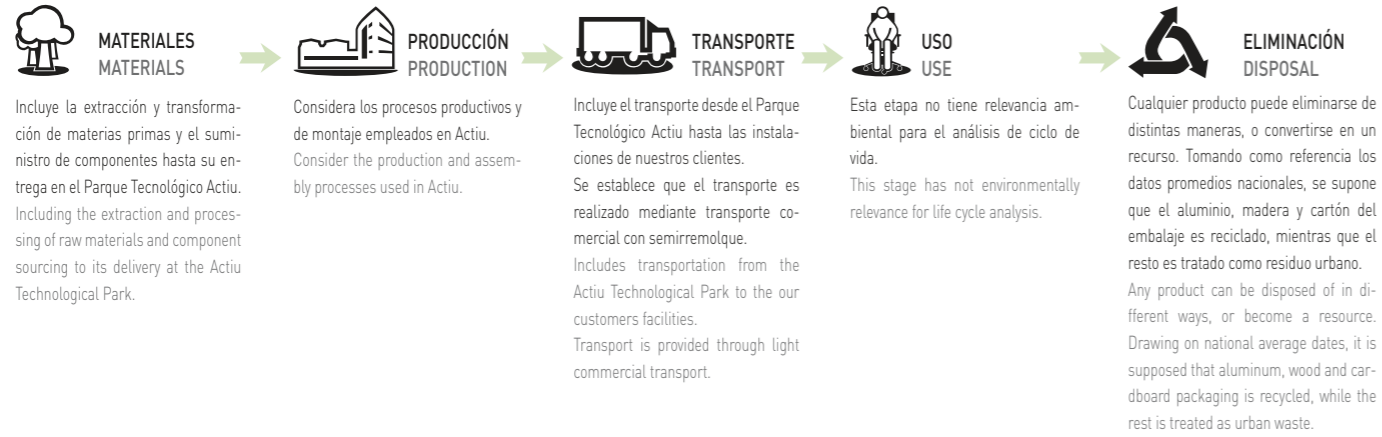 MATERIALES
MATERIALS
Incluye la extracción y transforma-
ción de materias primas y el sumi-
nistro de componentes hasta su en-
trega en el Parque Tecnológico Actiu.
Including the extraction and proces-
sing of raw materials and component
sourcing to its delivery at the Actiu
Technological Park.
PRODUCCIÓN
PRODUCTION
Considera los procesos productivos y
de montaje empleados en Actiu.
Consider the production and assem-
bly processes used in Actiu.
TRANSPORTE
TRANSPORT
Incluye el transporte desde el Parque
Tecnológico Actiu hasta las instala-
ciones de nuestros clientes.
Se establece que el transporte es
realizado mediante transporte co-
mercial con semirremolque.
Includes transportation from the
Actiu Technological Park to the our
customers facilities.
Transport is provided through light
commercial transport.
USO
USE
Esta etapa no tiene relevancia am-
biental para el análisis de ciclo de
vida.
This stage has not environmentally
relevance for life cycle analysis.
ELIMINACIÓN
DISPOSAL
Cualquier producto puede eliminarse de
distintas maneras, o convertirse en un
recurso. Tomando como referencia los
datos promedios nacionales, se supone
que el aluminio, madera y cartón del
embalaje es reciclado, mientras que el
resto es tratado como residuo urbano.
Any product can be disposed of in di-
fferent ways, or become a resource.
Drawing on national average dates, it is
supposed that aluminum, wood and car-
dboard packaging is recycled, while the
rest is treated as urban waste.